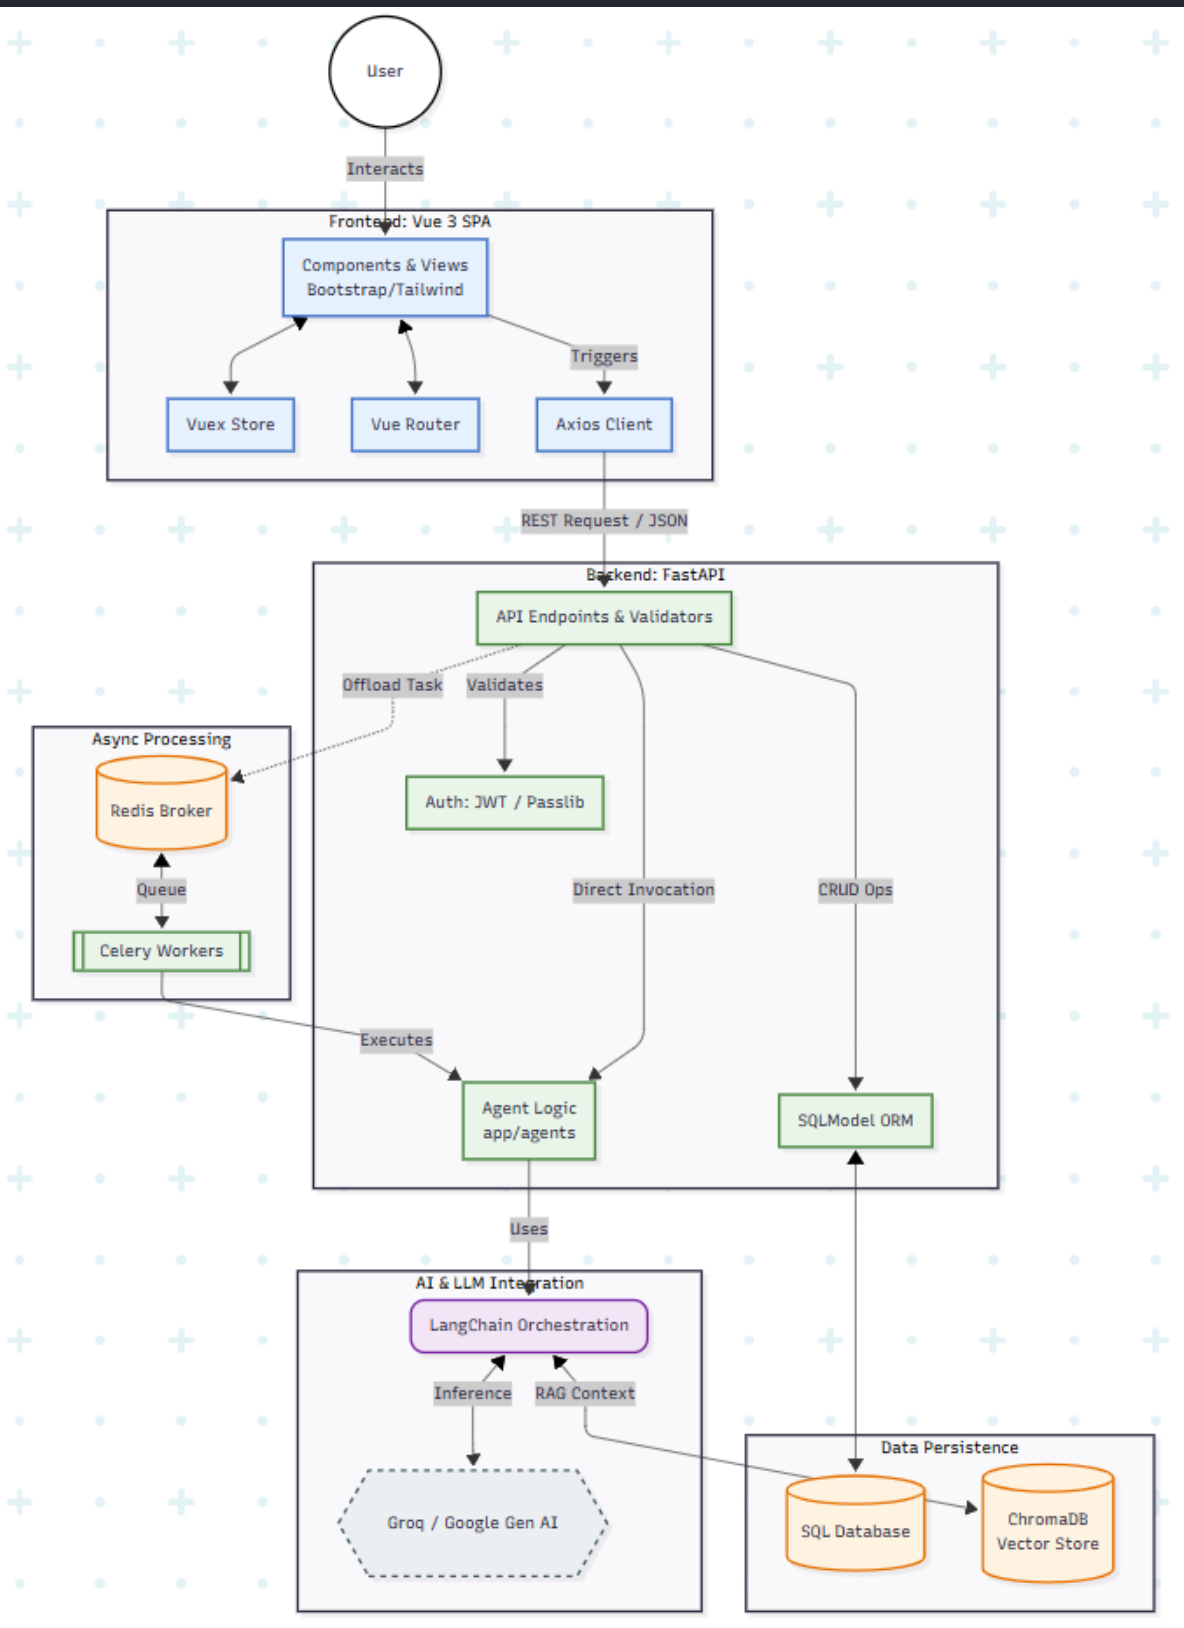 User
Interacts
Frontend: Vue 3 SPA
Components & Views
Bootstrap/Tailwind
Triggers
Vuex Store
Vue Router
Axios Client
REST Request / JSON
Backend: FastAPI
API Endpoints & Validators
Offload Task
Validates
Async Processing
Redis Broker
Auth: JWT / Passlib
Queue
Direct Invocation
CRUD Ops
Celery Workers
Executes
Agent Logic
app/agents
SQLModel ORM
Uses
AI & LLM Integration
LangChain Orchestration
Inference
RAG Context
Data Persistence
Groq / Google Gen AI
SQL Database
ChromaDB
Vector Store